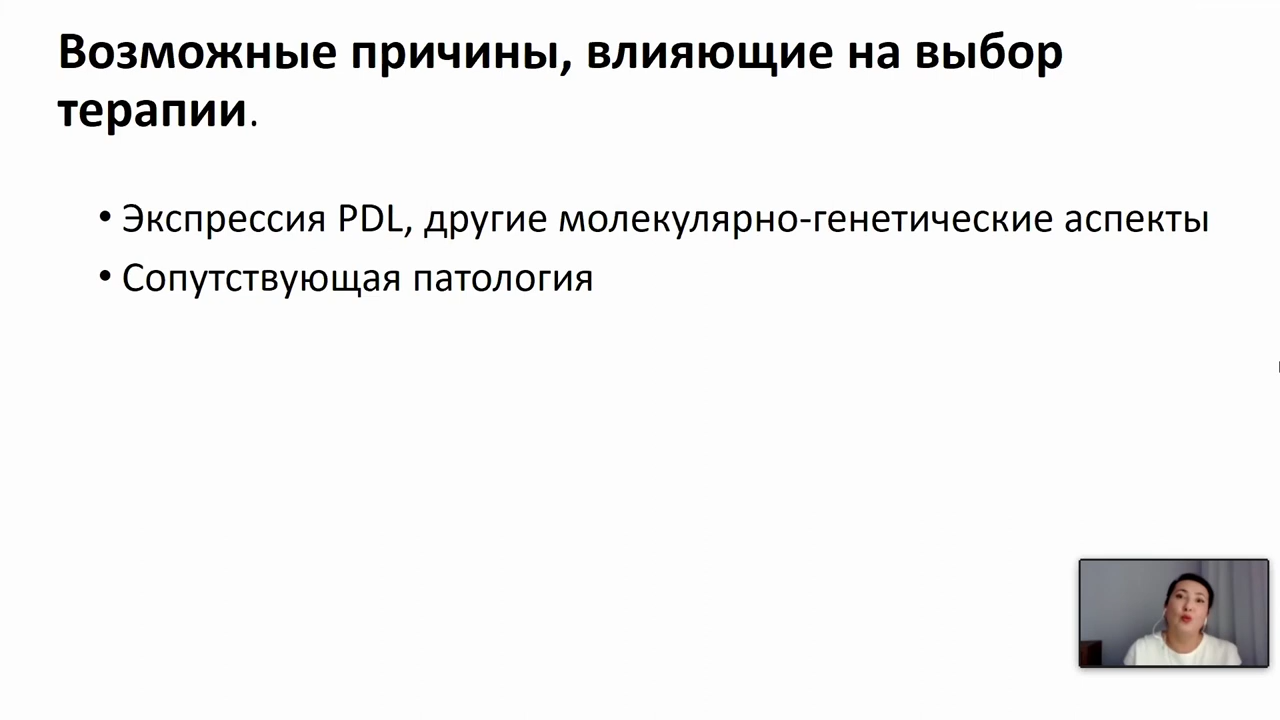 Возможные причины, влияющие на выбор
терапии.
• Экспрессия PDL, другие молекулярно-генетические аспекты
• Сопутствующая патология